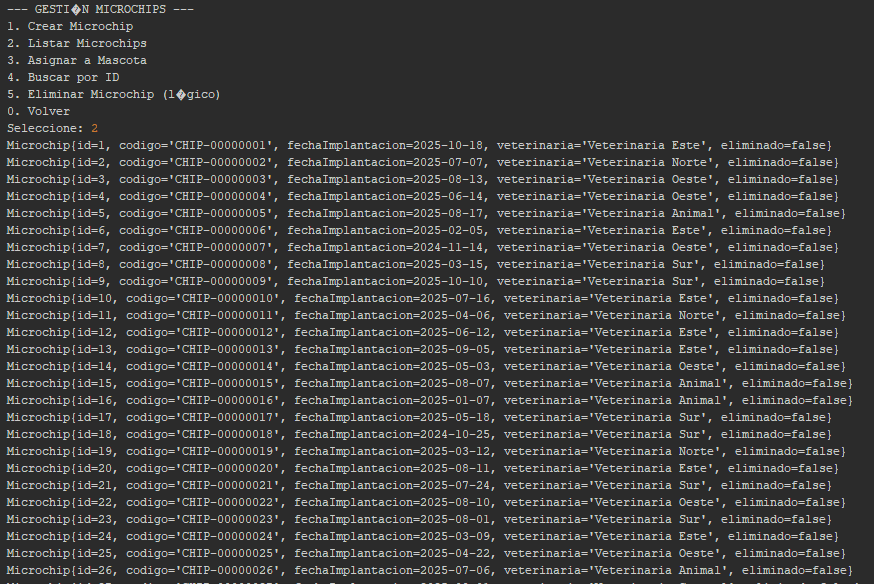 --- GESTI�N MICROCHIPS ---
1. Crear Microchip
2. Listar Microchips
3. Asignar a Mascota
4. Buscar por ID
5. Eliminar Microchip (l�gico)
0. Volver
Seleccione: 2
Microchip{id=1, codigo='CHIP-00000001', fechaImplantacion=2025-10-18, veterinaria='Veterinaria Este', eliminado=false}
Microchip{id=2, codigo='CHIP-00000002', fechaImplantacion=2025-07-07, veterinaria='Veterinaria Norte', eliminado=false}
Microchip{id=3, codigo='CHIP-00000003', fechaImplantacion=2025-08-13, veterinaria='Veterinaria Oeste', eliminado=false}
Microchip{id=4, codigo='CHIP-00000004', fechaImplantacion=2025-06-14, veterinaria='Veterinaria Oeste', eliminado=false}
Microchip{id=5, codigo='CHIP-00000005', fechaImplantacion=2025-08-17, veterinaria='Veterinaria Animal', eliminado=false}
Microchip{id=6, codigo='CHIP-00000006', fechaImplantacion=2025-02-05, veterinaria='Veterinaria Este', eliminado=false}
Microchip{id=7, codigo='CHIP-00000007', fechaImplantacion=2024-11-14, veterinaria='Veterinaria Oeste', eliminado=false}
Microchip{id=8, codigo='CHIP-00000008', fechaImplantacion=2025-03-15, veterinaria='Veterinaria Sur', eliminado=false}
Microchip{id=9, codigo='CHIP-00000009', fechaImplantacion=2025-10-10, veterinaria='Veterinaria Sur', eliminado=false}
Microchip{id=10, codigo='CHIP-00000010', fechaImplantacion=2025-07-16, veterinaria='Veterinaria Este', eliminado=false}
Microchip{id=11, codigo='CHIP-00000011', fechaImplantacion=2025-04-06, veterinaria='Veterinaria Norte', eliminado=false}
Microchip{id=12, codigo='CHIP-00000012', fechaImplantacion=2025-06-12, veterinaria='Veterinaria Este', eliminado=false}
Microchip{id=13, codigo='CHIP-00000013', fechaImplantacion=2025-09-05, veterinaria='Veterinaria Este', eliminado=false}
Microchip{id=14, codigo='CHIP-00000014', fechaImplantacion=2025-05-03, veterinaria='Veterinaria Oeste', eliminado=false}
Microchip{id=15, codigo='CHIP-00000015', fechaImplantacion=2025-08-07, veterinaria='Veterinaria Animal', eliminado=false}
Microchip{id=16, codigo='CHIP-00000016', fechaImplantacion=2025-01-07, veterinaria='Veterinaria Animal', eliminado=false}
Microchip{id=17, codigo='CHIP-00000017', fechaImplantacion=2025-05-18, veterinaria='Veterinaria Sur', eliminado=false}
Microchip{id=18, codigo='CHIP-00000018', fechaImplantacion=2024-10-25, veterinaria='Veterinaria Sur', eliminado=false}
Microchip{id=19, codigo='CHIP-00000019', fechaImplantacion=2025-03-12, veterinaria='Veterinaria Norte', eliminado=false}
Microchip{id=20, codigo='CHIP-00000020', fechaImplantacion=2025-08-11, veterinaria='Veterinaria Este', eliminado=false}
Microchip{id=21, codigo='CHIP-00000021', fechaImplantacion=2025-07-24, veterinaria='Veterinaria Sur', eliminado=false}
Microchip{id=22, codigo='CHIP-00000022', fechaImplantacion=2025-08-10, veterinaria='Veterinaria Oeste', eliminado=false}
Microchip{id=23, codigo='CHIP-00000023', fechaImplantacion=2025-08-01, veterinaria='Veterinaria Sur', eliminado=false}
Microchip{id=24, codigo='CHIP-00000024', fechaImplantacion=2025-03-09, veterinaria='Veterinaria Este', eliminado=false}
Microchip{id=25, codigo='CHIP-00000025', fechaImplantacion=2025-04-22, veterinaria='Veterinaria Oeste', eliminado=false}
Microchip{id=26, codigo='CHIP-00000026', fechaImplantacion=2025-07-06, veterinaria='Veterinaria Animal', eliminado=false}